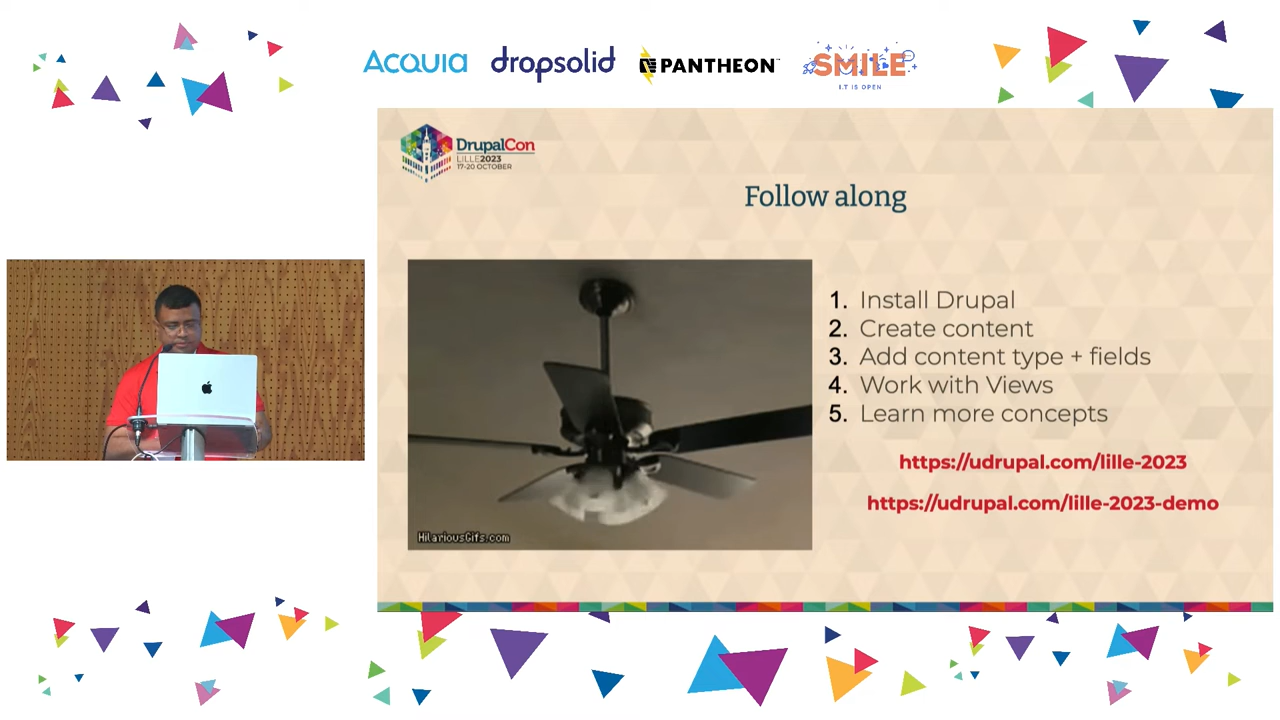 ACQUIA
dropsolid
PANTHEON
SMILE
I.T IS OPEN
DrupalCon
LILLE2023
17-20 OCTOBER
Follow along
1. Install Drupal
2. Create content
3. Add content type + fields
4. Work with Views
5. Learn more concepts
https://udrupal.com/lille-2023
https://udrupal.com/lille-2023-demo
HilariousGifs.com